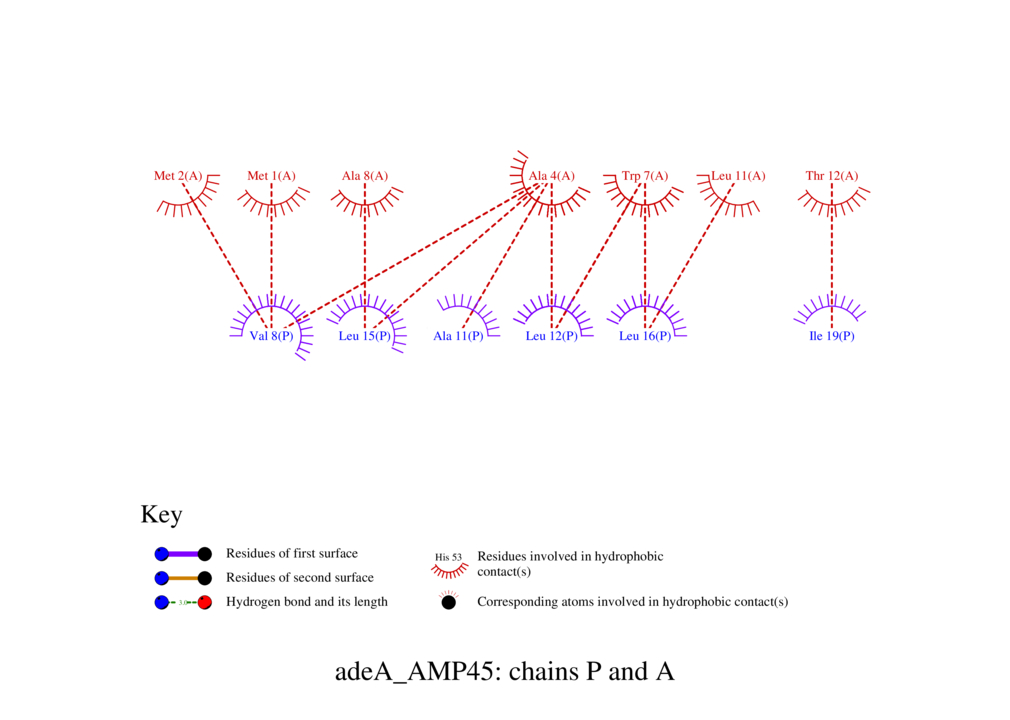 Met 2(A) Met 1(A) Ala 8(A) Ala 4(A) Trp 7(A) Leu 11(A) Thr 12(A)
Val 8(P) Leu 15(P) Ala 11(P) Leu 12(P) Leu 16(P) Ile 19(P)
Key
Residues of first surface
Residues of second surface
3.0
Hydrogen bond and its length
His 53
Residues involved in hydrophobic
contact(s)
Corresponding atoms involved in hydrophobic contact(s)
adeA_AMP45: chains P and A